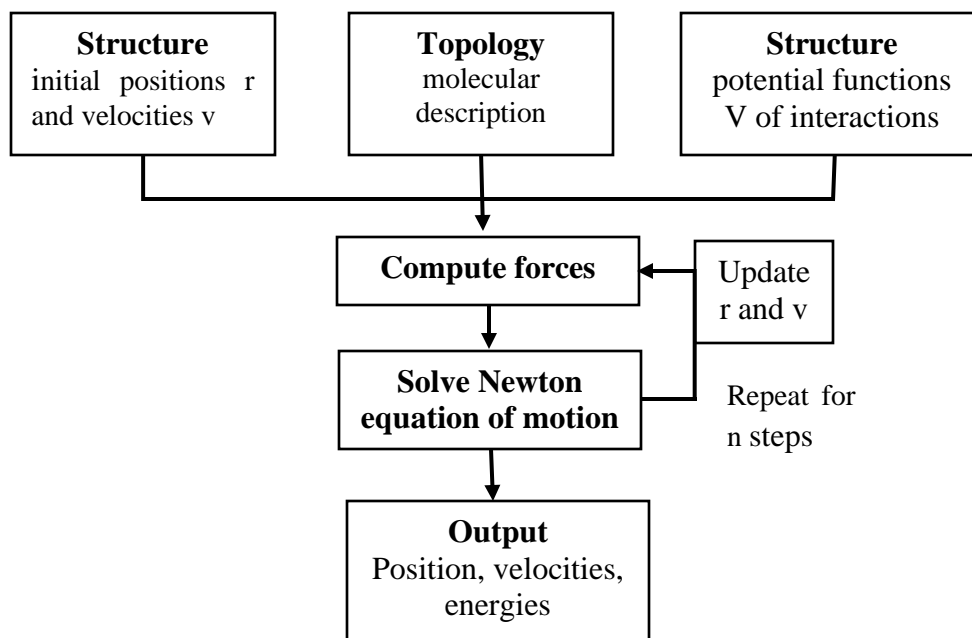 Structure
initial positions r
and velocities v
Topology
molecular
description
Structure
potential functions
V of interactions
Compute forces
Update
r and v
Solve Newton
equation of motion
Repeat for
n steps
Output
Position, velocities,
energies